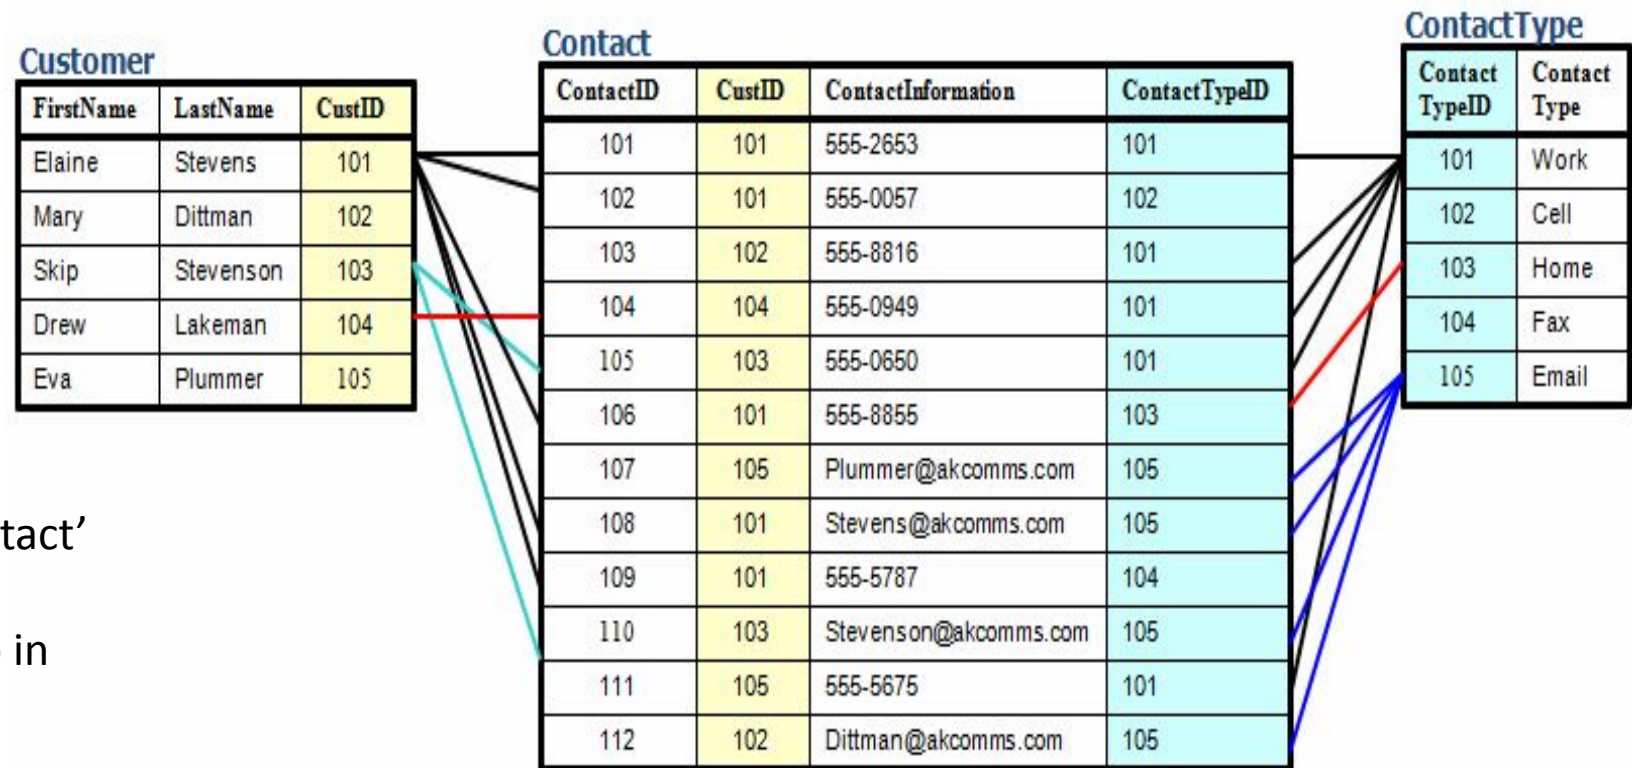 Customer
FirstName LastName CustID
Elaine Stevens 101
Mary Dittman 102
Skip Stevenson 103
Drew Lakeman 104
Eva Plummer 105
tact’
in
Contact
ContactID CustID ContactInformation ContactTypeID
101 101 555-2653 101
102 101 555-0057 102
103 102 555-8816 101
104 104 555-0949 101
105 103 555-0650 101
106 101 555-8855 103
107 105 Plummer@akcomms.com 105
108 101 Stevens@akcomms.com 105
109 101 555-5787 104
110 103 Stevenson@akcomms.com 105
111 105 555-5675 101
112 102 Dittman@akcomms.com 105
ContactType
Contact Contact
TypeID Type
101 Work
102 Cell
103 Home
104 Fax
105 Email